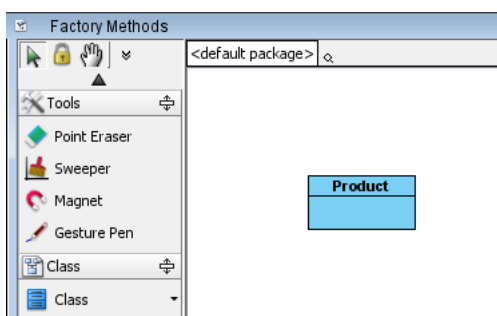 Factory Methods
<default package>
Tools
Point Eraser
Sweeper
Magnet
Gesture Pen
Class
Class
Product